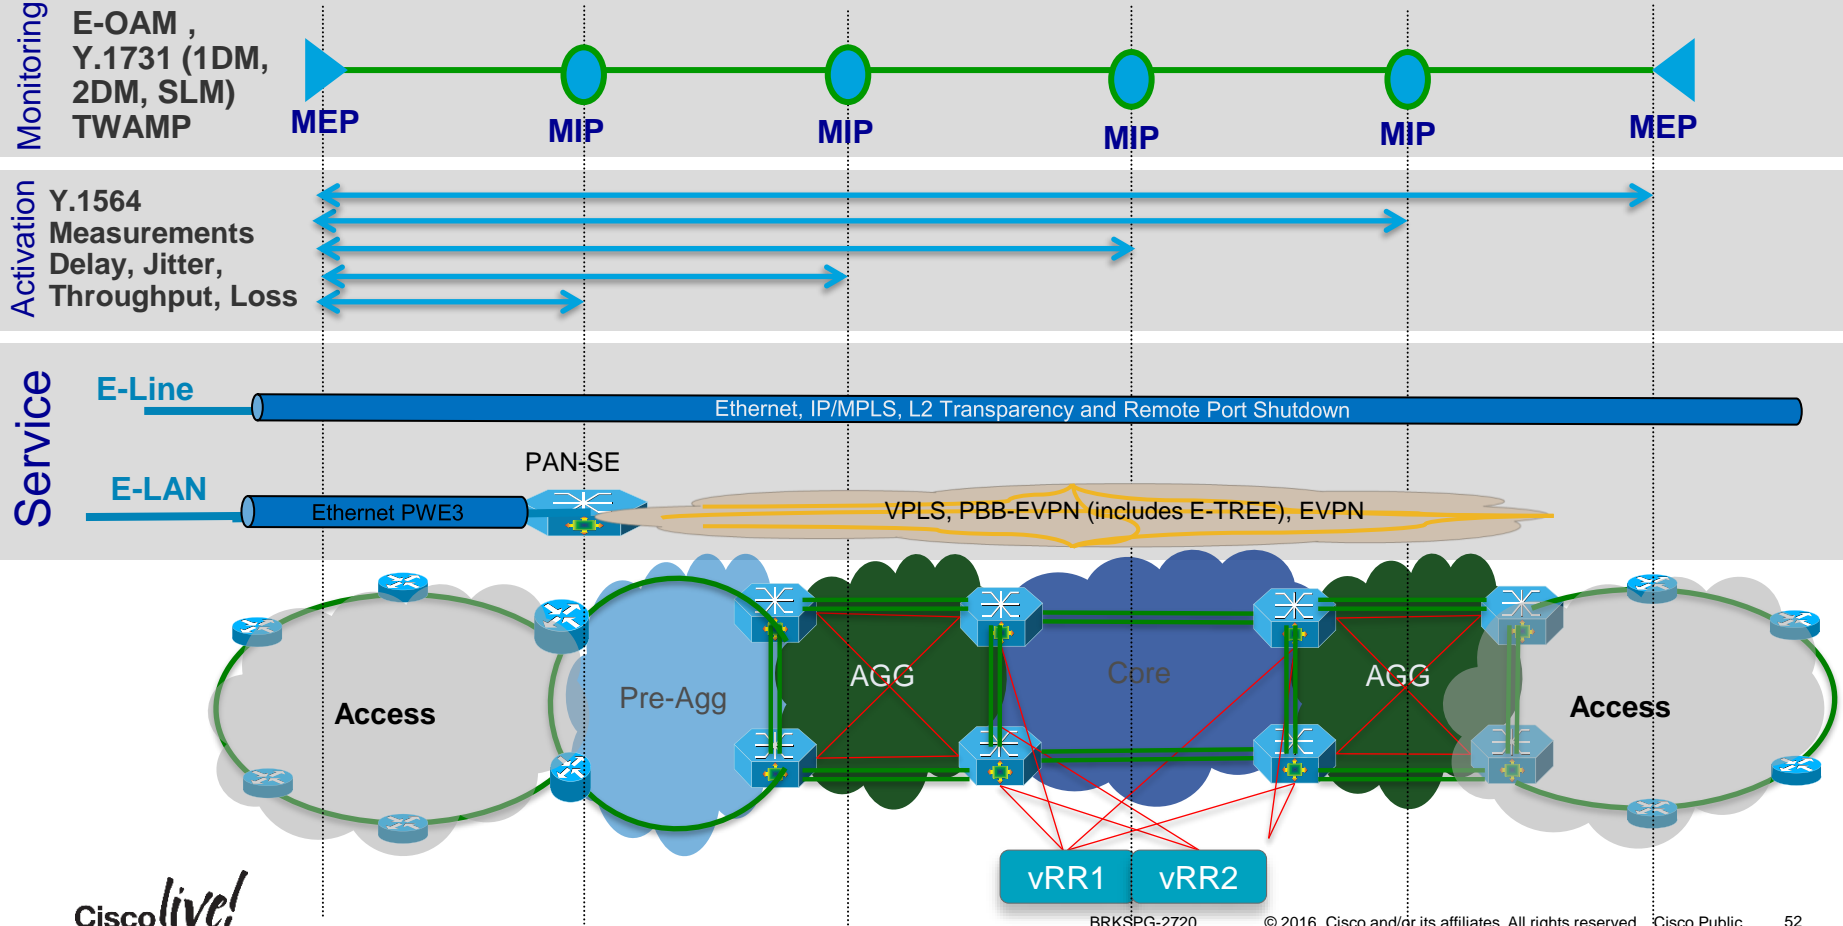 Monitoring
E-OAM ,
Y.1731 (1DM,
2DM, SLM)
TWAMP
MEP
MIP
MIP
MIP
MIP
MEP
Activation
Y.1564
Measurements
Delay, Jitter,
Throughput, Loss
Service
E-Line
Ethernet, IP/MPLS, L2 Transparency and Remote Port Shutdown
PAN-SE
E-LAN
Ethernet PWE3
VPLS, PBB-EVPN (includes E-TREE), EVPN
Access
Pre-Agg
AGG
Core
AGG
Access
vRR1
vRR2
Cisco live!
BRKSPG-2720
© 2016 Cisco and/or its affiliates. All rights reserved. Cisco Public
52